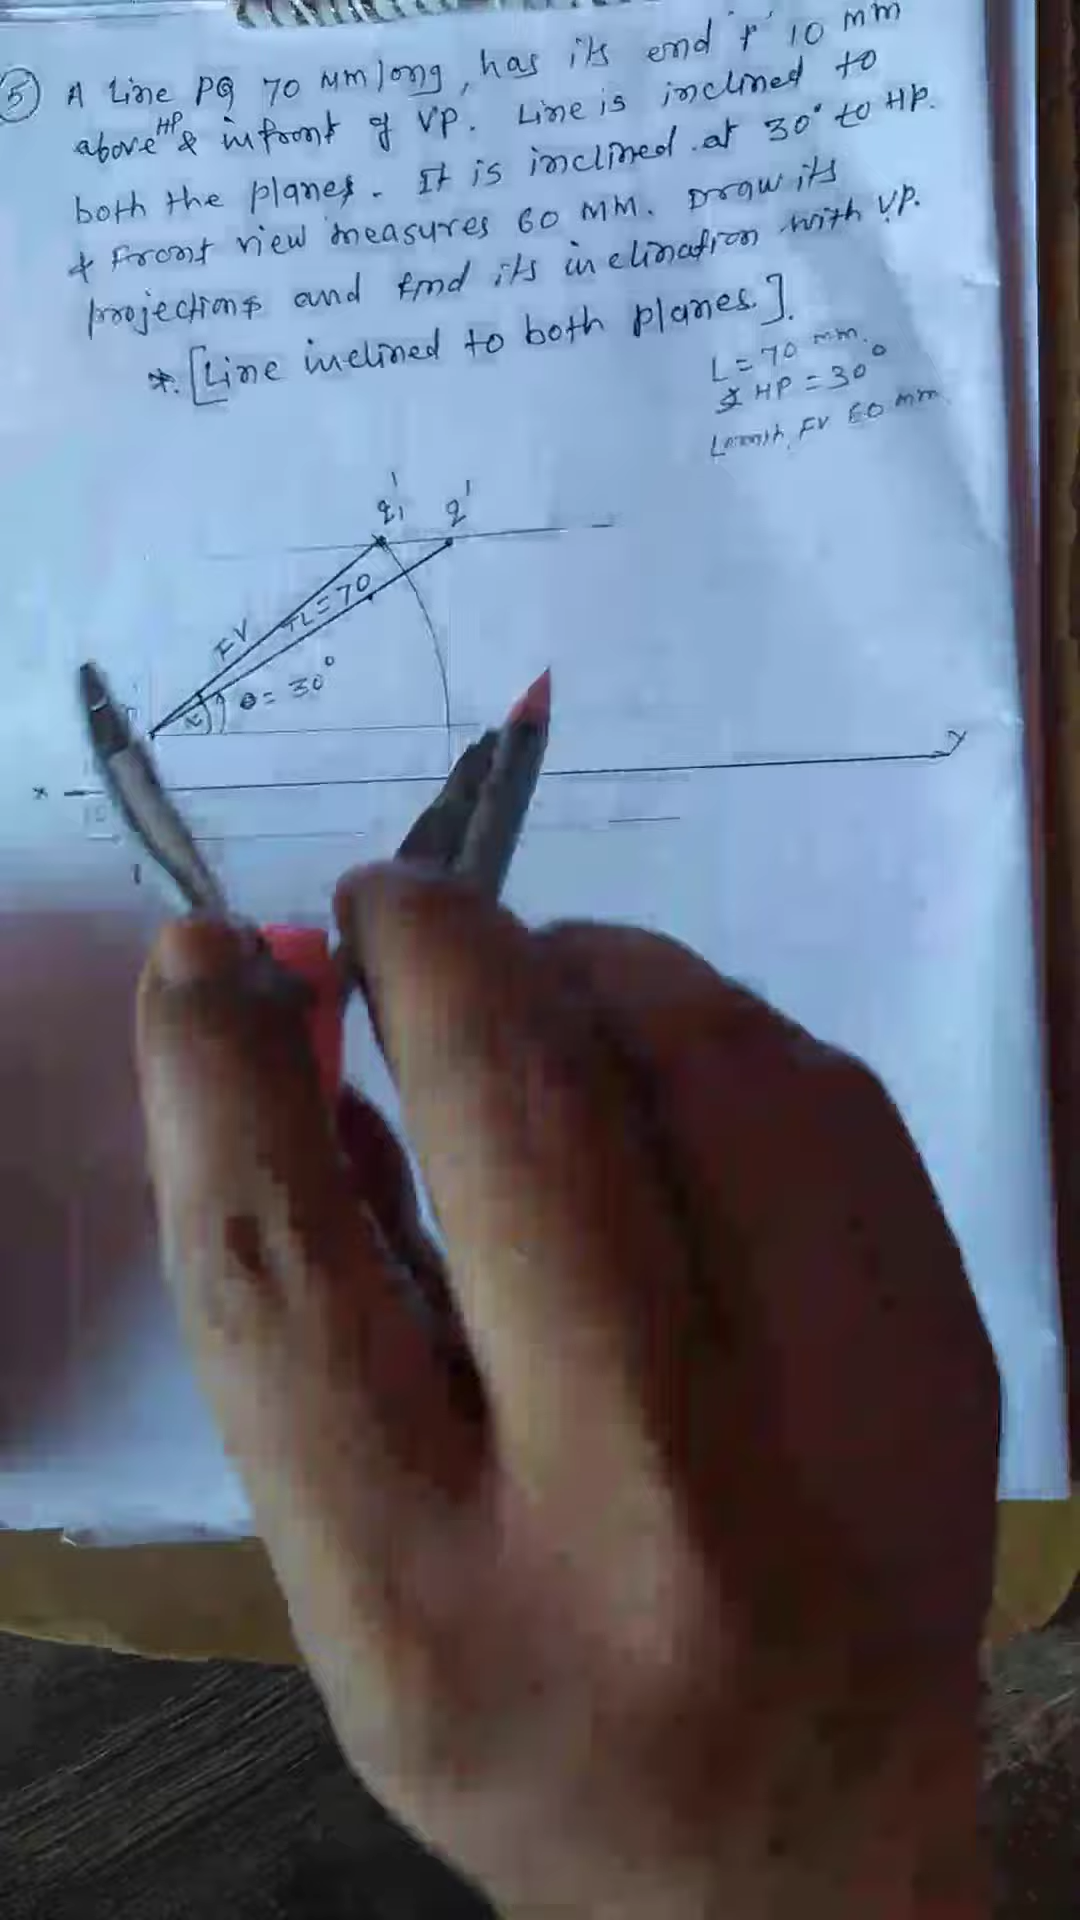 5 A Line PQ 70 MM long, has its end 'P' 10 mm
above HP & infront of VP. Line is inclined to
both the planes. It is inclined at 30° to HP.
& Front view measures 60 MM. Draw its
projections and find its inclination with VP.
*. [Line inclined to both planes].
L = 70 mm.
HP = 30°
FV 60 mm
q1' q'
FV TL = 70
θ = 30°
x y